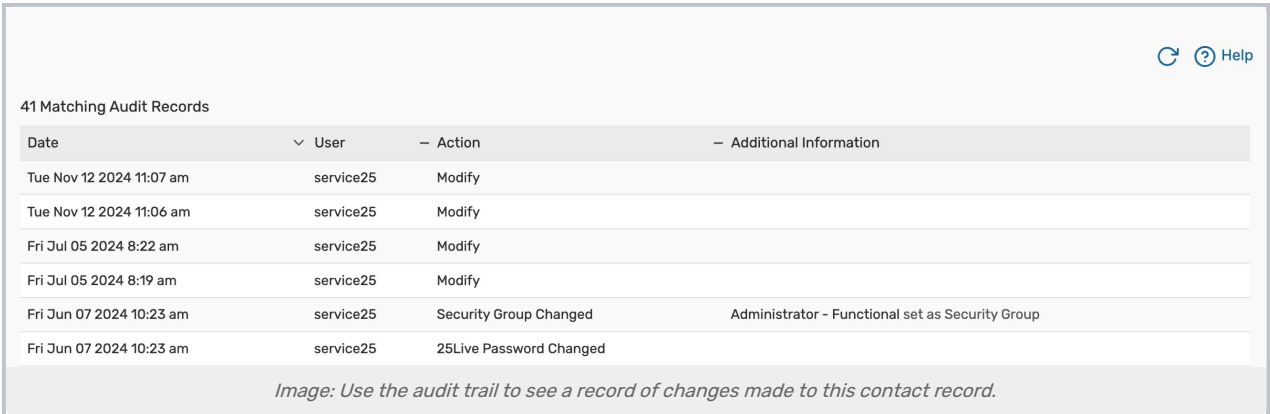 Help
41 Matching Audit Records
Date User – Action – Additional Information
Tue Nov 12 2024 11:07 am service25 Modify
Tue Nov 12 2024 11:06 am service25 Modify
Fri Jul 05 2024 8:22 am service25 Modify
Fri Jul 05 2024 8:19 am service25 Modify
Fri Jun 07 2024 10:23 am service25 Security Group Changed Administrator - Functional set as Security Group
Fri Jun 07 2024 10:23 am service25 25Live Password Changed
Image: Use the audit trail to see a record of changes made to this contact record.